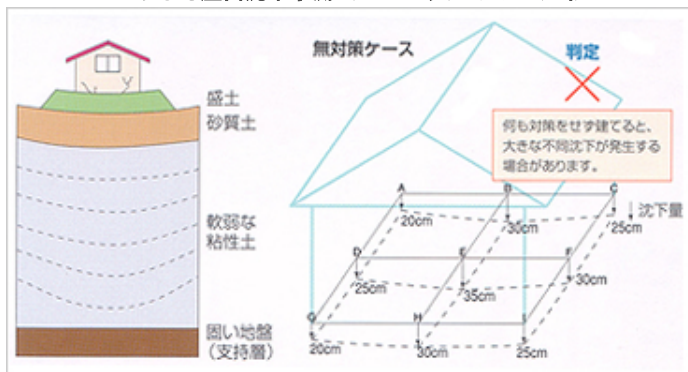 盛土
砂質土
軟弱な
粘性土
固い地盤
(支持層)
無対策ケース
判定
何も対策をせず建てると、
大きな不同沈下が発生する
場合があります。
A
B
C
沈下量
20cm
30cm
25cm
D
E
F
25cm
35cm
30cm
G
H
I
20cm
30cm
25cm